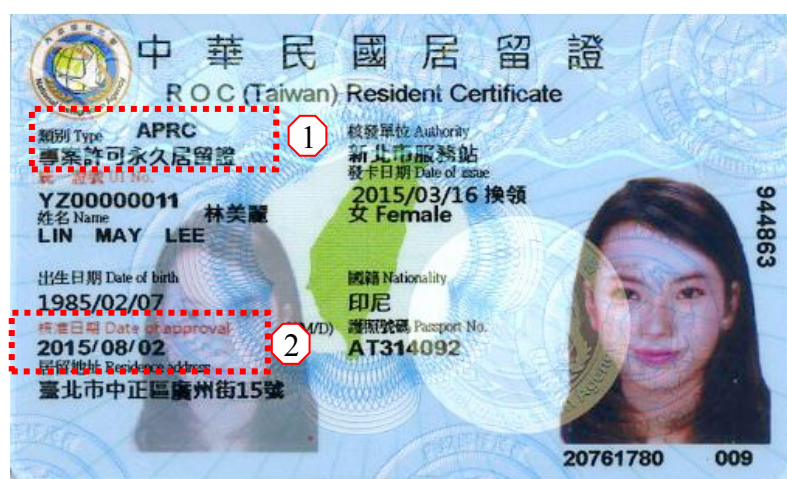 中華民國居留證
ROC (Taiwan) Resident Certificate
類別 Type APRC
專案許可永久居留證
1
核發單位 Authority
新北市服務站
發卡日期 Date of issue
2015/03/16 換領
統一證號 UI No.
YZ00000011
姓名 Name
林美麗
女 Female
LIN MAY LEE
出生日期 Date of birth
1985/02/07
國籍 Nationality
印尼
核准日期 Date of approval
M/D)
2015/08/02
2
護照號碼 Passport No.
AT314092
居留地址 Residence address
臺北市中正區廣州街15號
944863
20761780 009